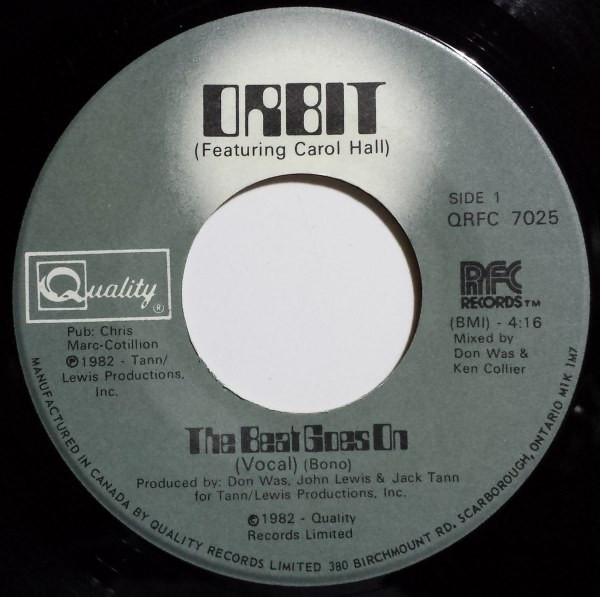 ORBIT
(Featuring Carol Hall)
SIDE 1
QRFC 7025
Quality ®
RFC
RECORDS™
Pub: Chris
Marc-Cotillion
℗1982 - Tann/
Lewis Productions,
Inc.
(BMI) - 4:16
Mixed by
Don Was &
Ken Collier
The Beat Goes On
(Vocal) (Bono)
Produced by: Don Was, John Lewis & Jack Tann
for Tann/Lewis Productions, Inc.
©1982 - Quality
Records Limited
MANUFACTURED IN CANADA BY QUALITY RECORDS LIMITED 380 BIRCHMOUNT RD. SCARBOROUGH, ONTARIO M1K 1M7